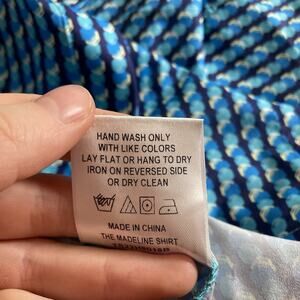 HAND WASH ONLY
WITH LIKE COLORS
LAY FLAT OR HANG TO DRY
IRON ON REVERSED SIDE
OR DRY CLEAN
MADE IN CHINA
THE MADELINE SHIRT